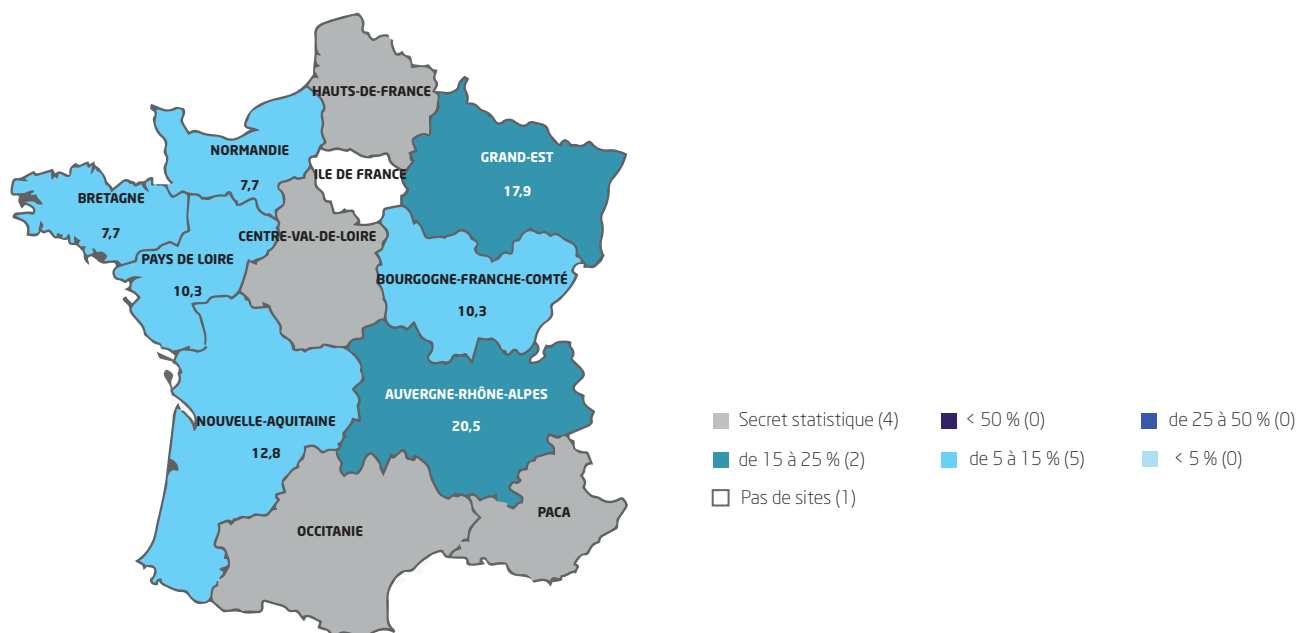 HAUTS-DE-FRANCE
NORMANDIE
7,7
ILE DE FRANCE
GRAND-EST
17,9
BRETAGNE
7,7
CENTRE-VAL-DE-LOIRE
PAYS DE LOIRE
10,3
BOURGOGNE-FRANCHE-COMTÉ
10,3
AUVERGNE-RHÔNE-ALPES
20,5
NOUVELLE-AQUITAINE
12,8
OCCITANIE
PACA
Secret statistique (4)
< 50 % (0)
de 25 à 50 % (0)
de 15 à 25 % (2)
de 5 à 15 % (5)
< 5 % (0)
Pas de sites (1)